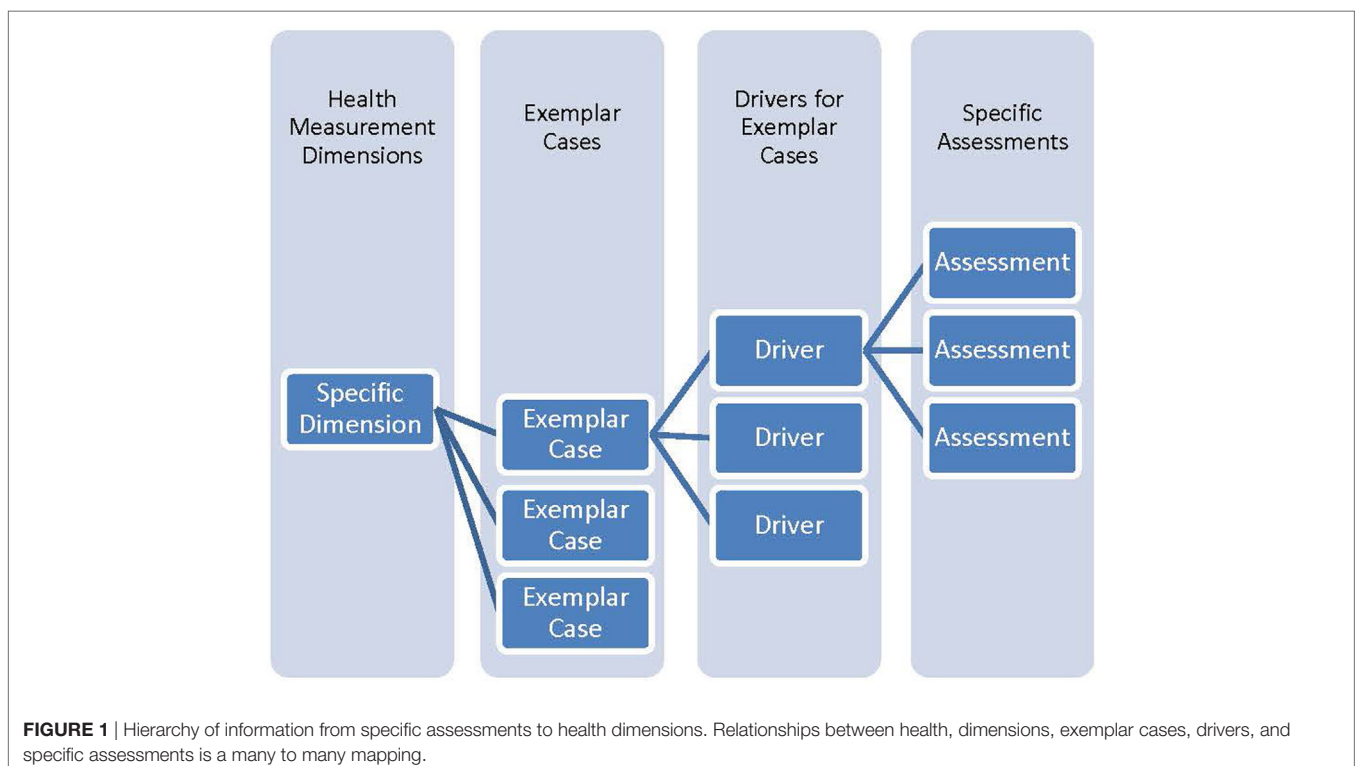 Health
Measurement
Dimensions
Exemplar
Cases
Drivers for
Exemplar
Cases
Specific
Assessments
Specific
Dimension
Exemplar
Case
Exemplar
Case
Exemplar
Case
Driver
Driver
Driver
Assessment
Assessment
Assessment
FIGURE 1 | Hierarchy of information from specific assessments to health dimensions. Relationships between health, dimensions, exemplar cases, drivers, and
specific assessments is a many to many mapping.